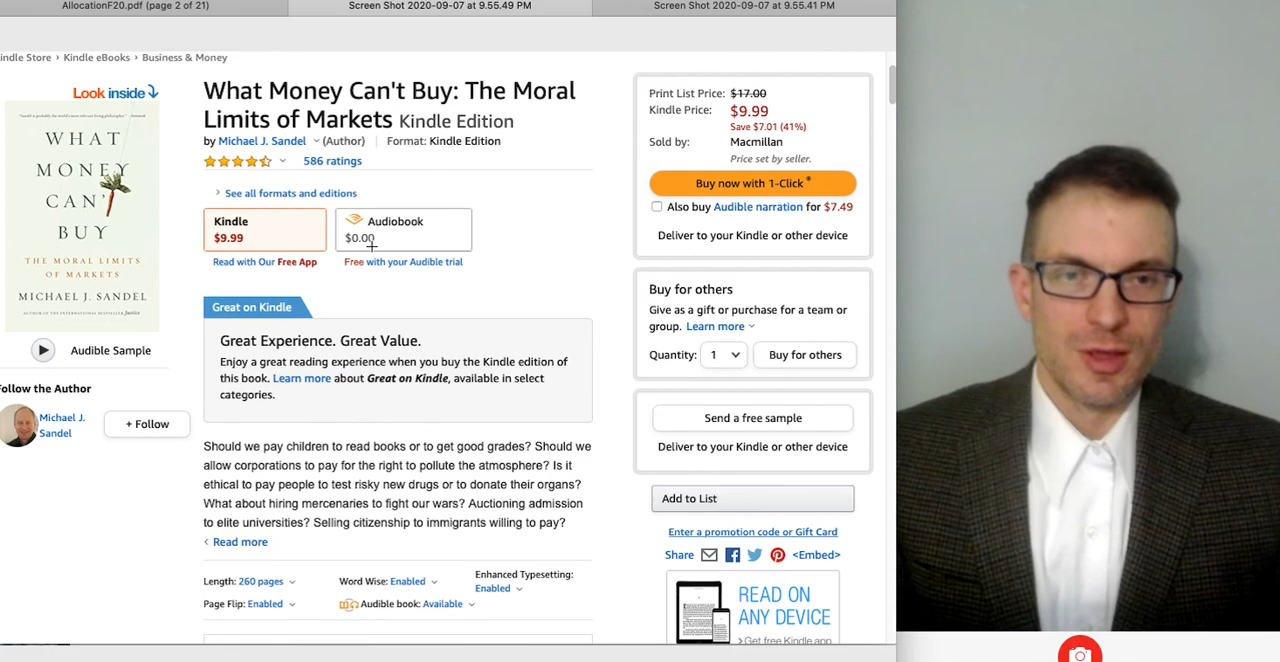 AllocationF20.pdf (page 2 of 21)
Screen Shot 2020-09-07 at 9.55.49 PM
Screen Shot 2020-09-07 at 9.55.41 PM
indle Store › Kindle eBooks › Business & Money
Look inside
WHAT
MONEY
CAN'T
BUY
THE MORAL LIMITS
OF MARKETS
MICHAEL J. SANDEL
Audible Sample
Follow the Author
Michael J.
Sandel
+ Follow
What Money Can't Buy: The Moral
Limits of Markets Kindle Edition
by Michael J. Sandel (Author) | Format: Kindle Edition
586 ratings
› See all formats and editions
Kindle
$9.99
Audiobook
$0.00
Read with Our Free App
Free with your Audible trial
Great on Kindle
Great Experience. Great Value.
Enjoy a great reading experience when you buy the Kindle edition of
this book. Learn more about Great on Kindle, available in select
categories.
Should we pay children to read books or to get good grades? Should we
allow corporations to pay for the right to pollute the atmosphere? Is it
ethical to pay people to test risky new drugs or to donate their organs?
What about hiring mercenaries to fight our wars? Auctioning admission
to elite universities? Selling citizenship to immigrants willing to pay?
‹ Read more
Length: 260 pages
Word Wise: Enabled
Enhanced Typesetting:
Enabled
Page Flip: Enabled
Audible book: Available
Print List Price: $17.00
Kindle Price: $9.99
Save $7.01 (41%)
Sold by: Macmillan
Price set by seller.
Buy now with 1-Click ®
Also buy Audible narration for $7.49
Deliver to your Kindle or other device
Buy for others
Give as a gift or purchase for a team or
group. Learn more
Quantity: 1
Buy for others
Send a free sample
Deliver to your Kindle or other device
Add to List
Enter a promotion code or Gift Card
Share <Embed>
READ ON
ANY DEVICE
› Get free Kindle app